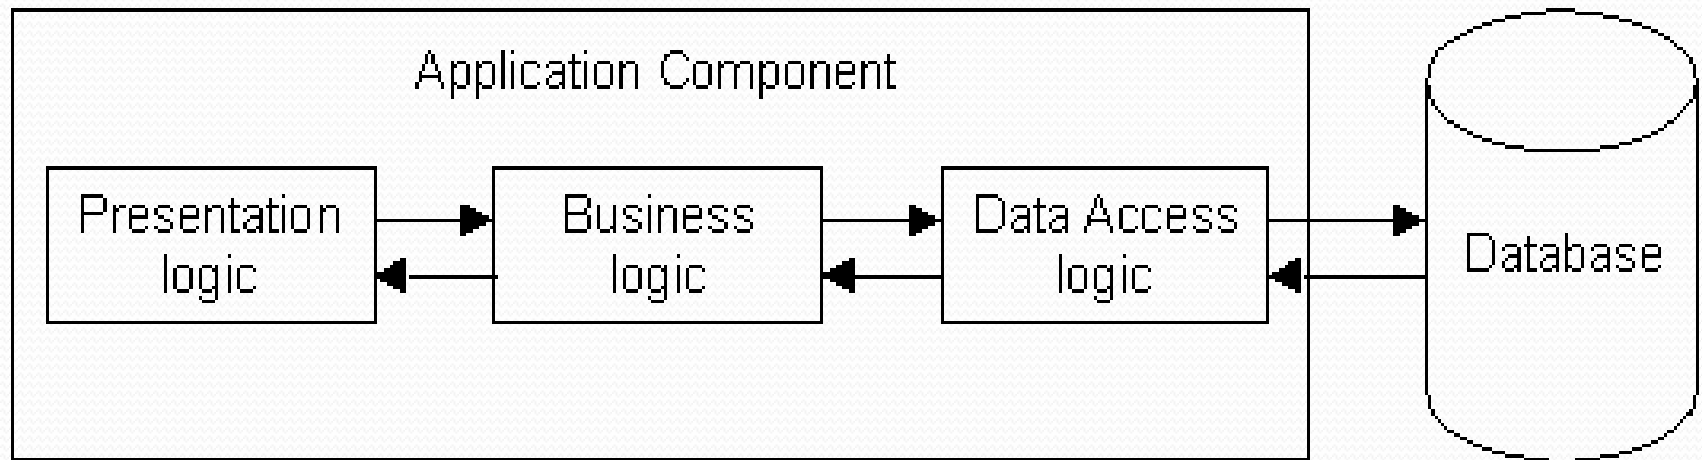 Application Component
Presentation
logic
Business
logic
Data Access
logic
Database